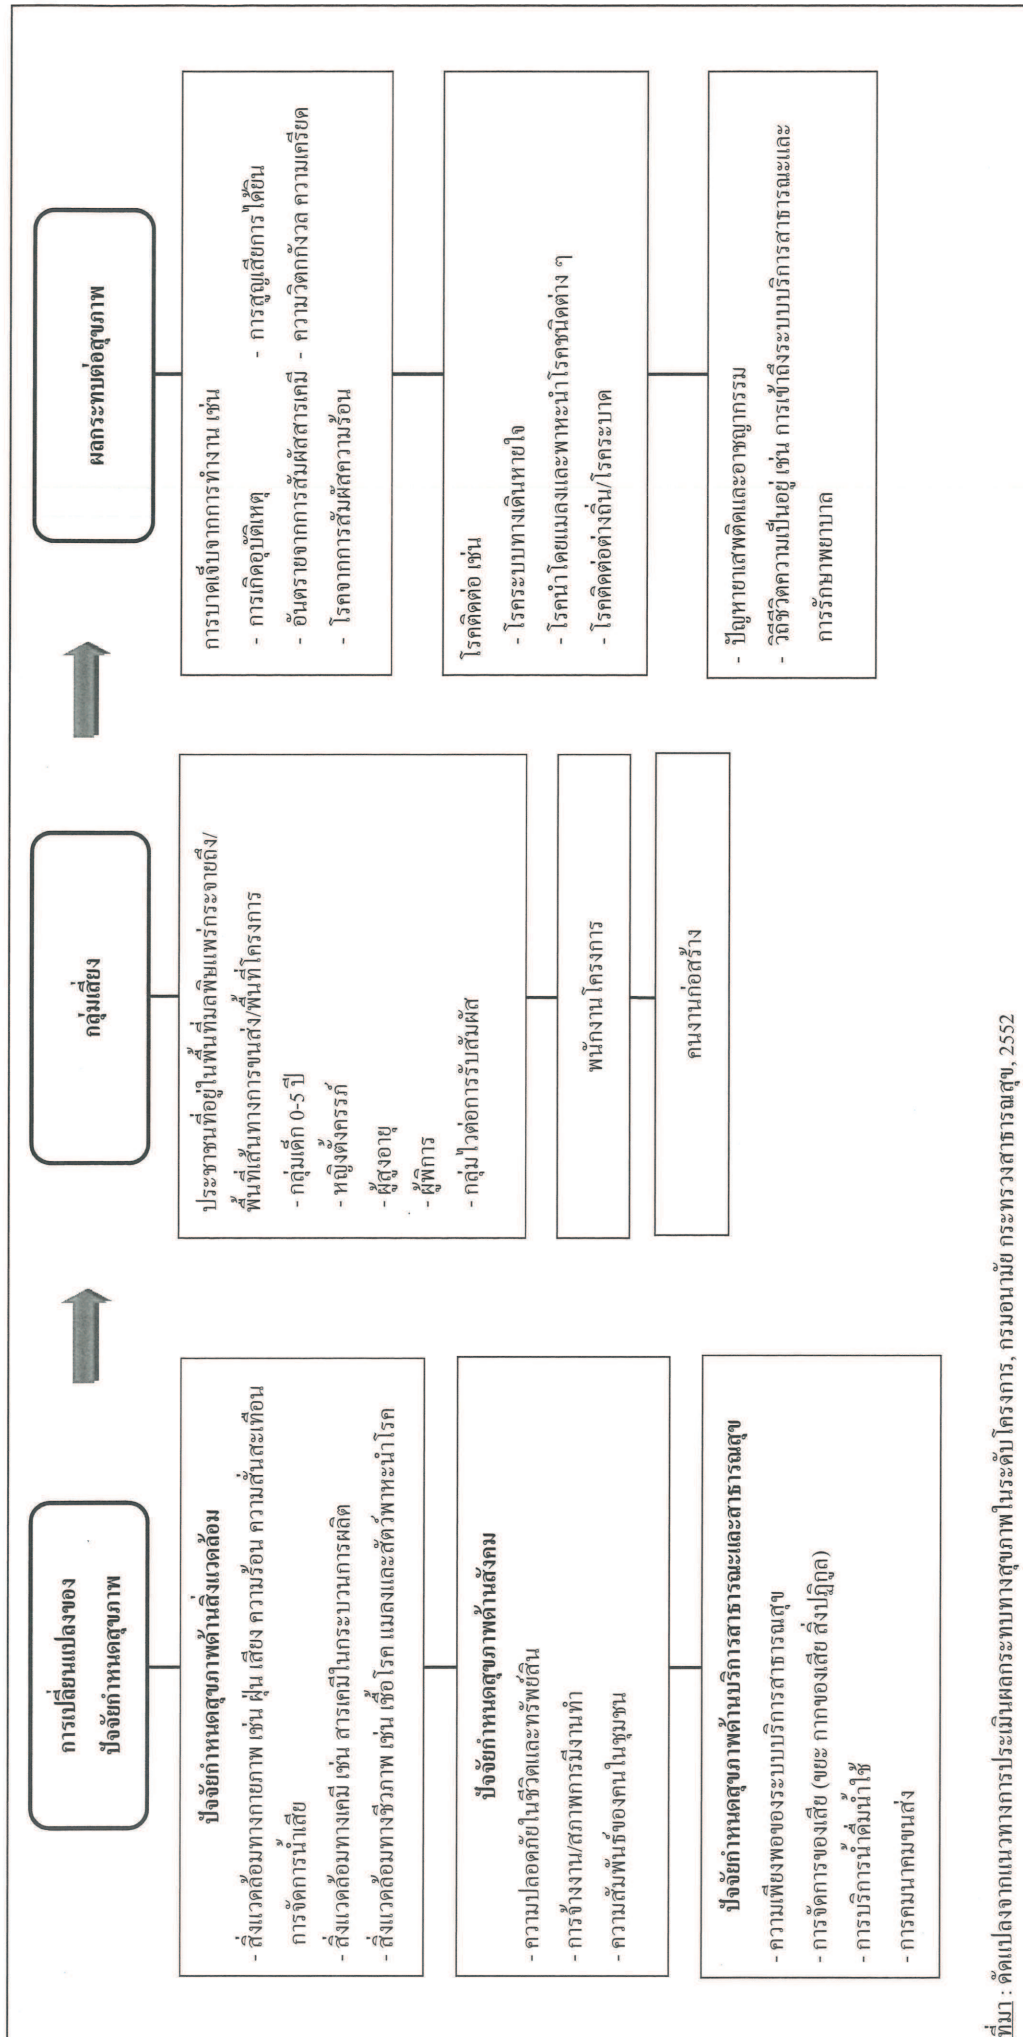 การเปลี่ยนแปลงของ
ปัจจัยกำหนดสุขภาพ
ปัจจัยกำหนดสุขภาพด้านสิ่งแวดล้อม
- สิ่งแวดล้อมทางกายภาพ เช่น ฝุ่น เสียง ความร้อน ความสั่นสะเทือน
การจัดการน้ำเสีย
- สิ่งแวดล้อมทางเคมี เช่น สารเคมีในกระบวนการผลิต
- สิ่งแวดล้อมทางชีวภาพ เช่น เชื้อโรค แมลงและสัตว์พาหะนำโรค
ปัจจัยกำหนดสุขภาพด้านสังคม
- ความปลอดภัยในชีวิตและทรัพย์สิน
- การจ้างงาน/สภาพการมีงานทำ
- ความสัมพันธ์ของคนในชุมชน
ปัจจัยกำหนดสุขภาพด้านบริการสาธารณะและสาธารณสุข
- ความเพียงพอของระบบบริการสาธารณสุข
- การจัดการของเสีย (ขยะ กากของเสีย สิ่งปฏิกูล)
- การบริการน้ำดื่มน้ำใช้
- การคมนาคมขนส่ง
กลุ่มเสี่ยง
ประชาชนที่อยู่ในพื้นที่มลพิษแพร่กระจายถึง/
พื้นที่เส้นทางการขนส่ง/พื้นที่โครงการ
- กลุ่มเด็ก 0-5 ปี
- หญิงตั้งครรภ์
- ผู้สูงอายุ
- ผู้พิการ
- กลุ่มไวต่อการรับสัมผัส
พนักงานโครงการ
คนงานก่อสร้าง
ผลกระทบต่อสุขภาพ
การบาดเจ็บจากการทำงาน เช่น
- การเกิดอุบัติเหตุ - การสูญเสียการได้ยิน
- อันตรายจากการสัมผัสสารเคมี - ความวิตกกังวล ความเครียด
- โรคจากการสัมผัสความร้อน
โรคติดต่อ เช่น
- โรคระบบทางเดินหายใจ
- โรคนำโดยแมลงและพาหะนำโรคชนิดต่าง ๆ
- โรคติดต่อต่างถิ่น/โรคระบาด
- ปัญหายาเสพติดและอาชญากรรม
- วิถีชีวิตความเป็นอยู่ เช่น การเข้าถึงระบบบริการสาธารณะและ
การรักษาพยาบาล
ที่มา : ดัดแปลงจากแนวทางการประเมินผลกระทบทางสุขภาพในระดับโครงการ, กรมอนามัย กระทรวงสาธารณสุข, 2552